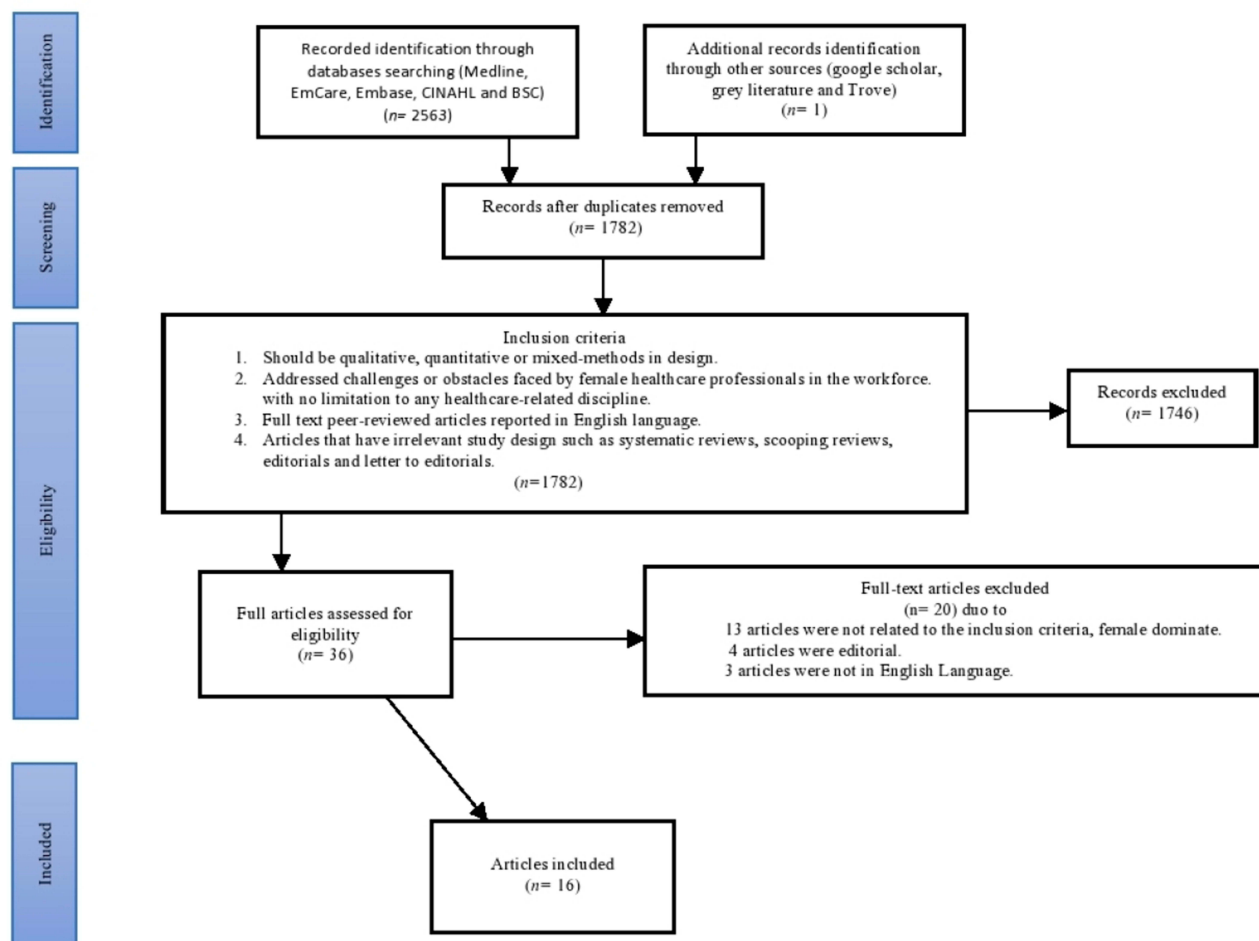 Identification
Recorded identification through
databases searching (Medline,
EmCare, Embase, CINAHL and BSC)
(n= 2563)
Additional records identification
through other sources (google scholar,
grey literature and Trove)
(n= 1)
Screening
Records after duplicates removed
(n= 1782)
Eligibility
Inclusion criteria
1. Should be qualitative, quantitative or mixed-methods in design.
2. Addressed challenges or obstacles faced by female healthcare professionals in the workforce.
with no limitation to any healthcare-related discipline.
3. Full text peer-reviewed articles reported in English language.
4. Articles that have irrelevant study design such as systematic reviews, scooping reviews,
editorials and letter to editorials.
(n=1782)
Records excluded
(n= 1746)
Full articles assessed for
eligibility
(n= 36)
Full-text articles excluded
(n= 20) due to
13 articles were not related to the inclusion criteria, female dominate.
4 articles were editorial.
3 articles were not in English Language.
Included
Articles included
(n= 16)